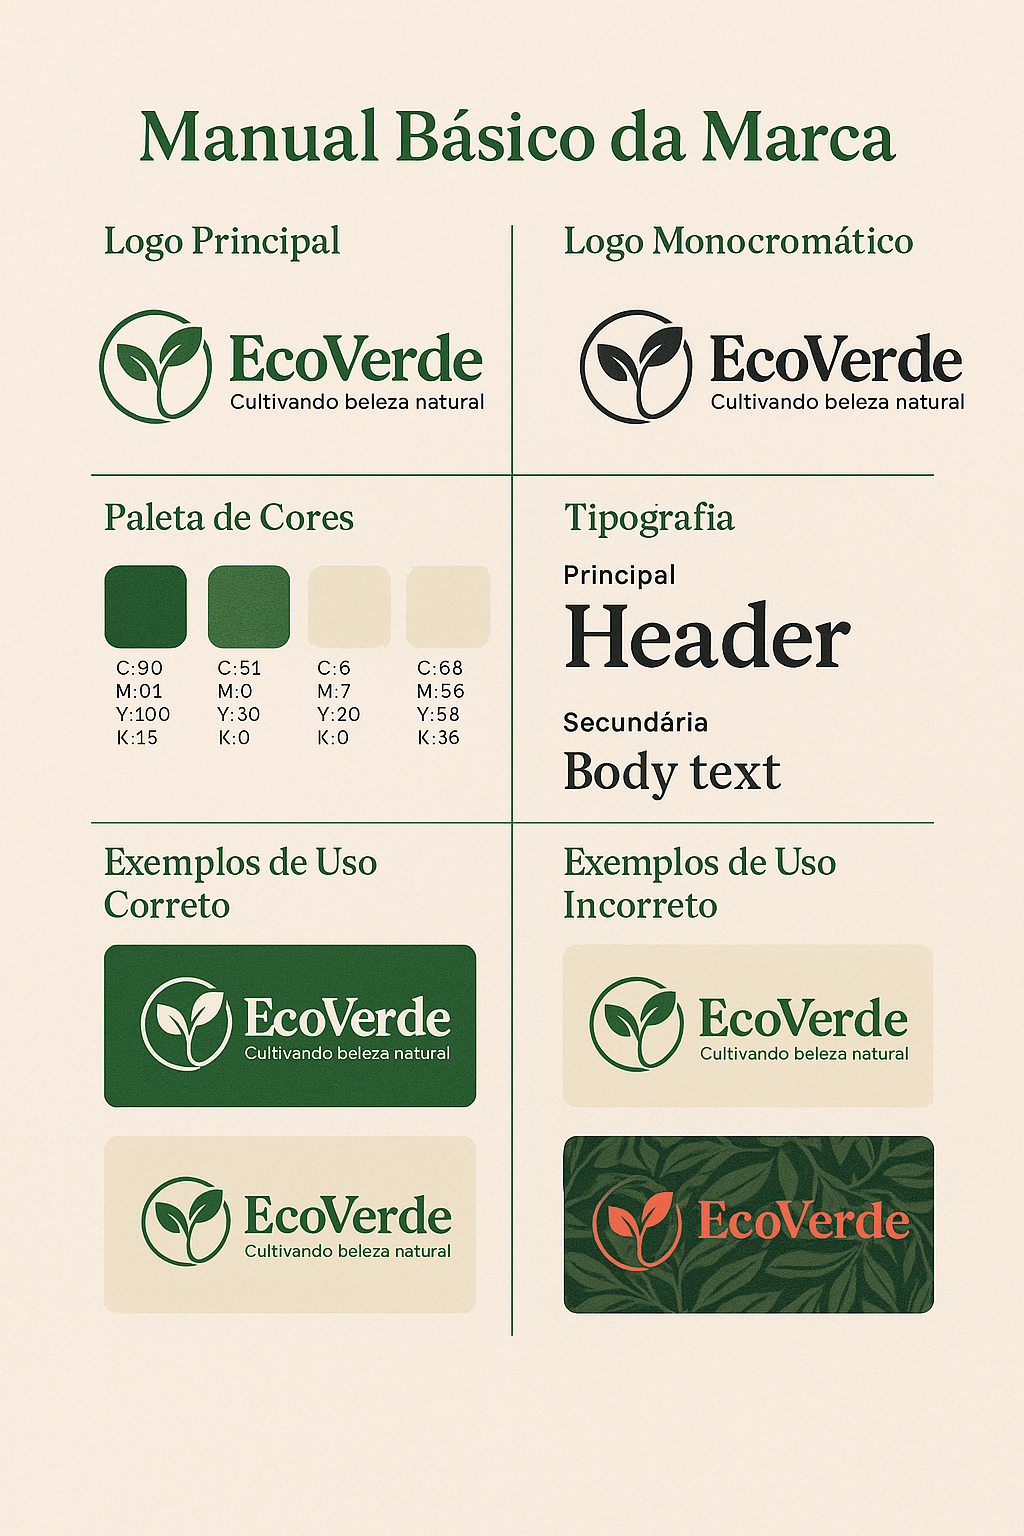 Manual Básico da Marca
Logo Principal
EcoVerde
Cultivando beleza natural
Logo Monocromático
EcoVerde
Cultivando beleza natural
Paleta de Cores
C:90
M:01
Y:100
K:15
C:51
M:0
Y:30
K:0
C:6
M:7
Y:20
K:0
C:68
M:56
Y:58
K:36
Tipografia
Principal
Header
Secundária
Body text
Exemplos de Uso
Correto
EcoVerde
Cultivando beleza natural
EcoVerde
Cultivando beleza natural
Exemplos de Uso
Incorreto
EcoVerde
Cultivando beleza natural
EcoVerde